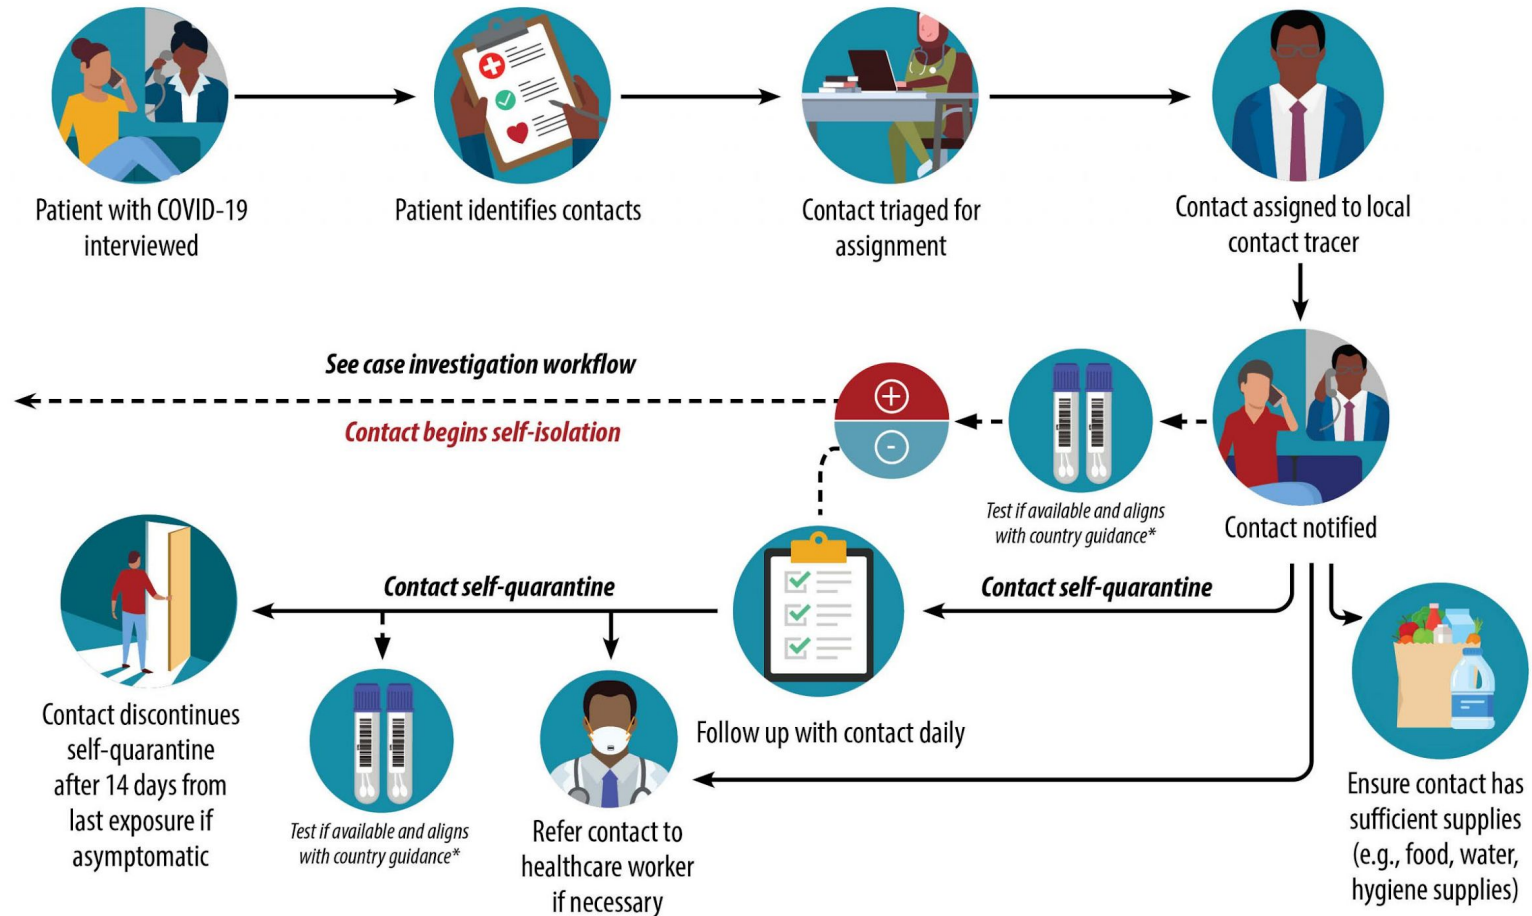 Patient with COVID-19
interviewed
Patient identifies contacts
Contact triaged for
assignment
Contact assigned to local
contact tracer
See case investigation workflow
Contact begins self-isolation
+
-
Test if available and aligns
with country guidance*
Contact notified
Contact self-quarantine
Contact self-quarantine
Contact discontinues
self-quarantine
after 14 days from
last exposure if
asymptomatic
Test if available and aligns
with country guidance*
Refer contact to
healthcare worker
if necessary
Follow up with contact daily
Ensure contact has
sufficient supplies
(e.g., food, water,
hygiene supplies)